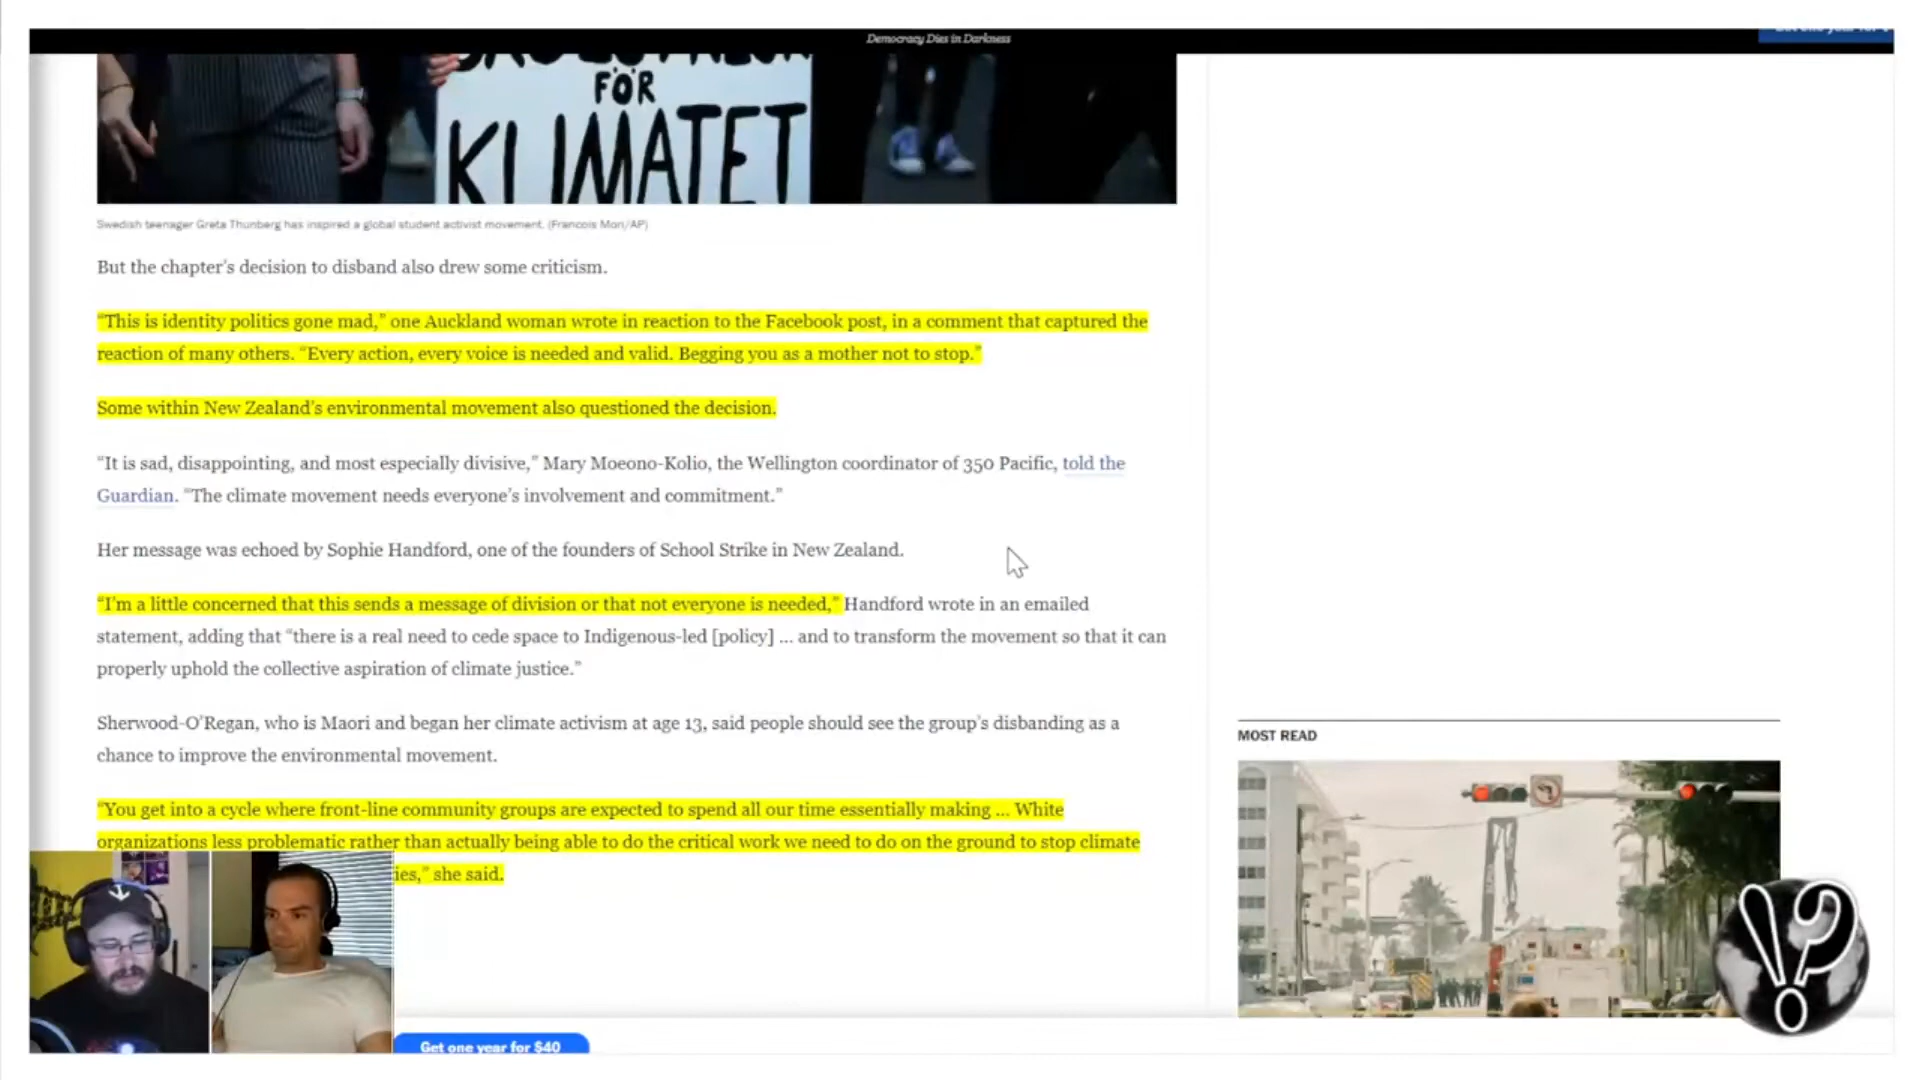 Democracy Dies in Darkness
FÖR
KLIMATET
Swedish teenager Greta Thunberg has inspired a global student activist movement. (Francois Mori/AP)
But the chapter's decision to disband also drew some criticism.
“This is identity politics gone mad,” one Auckland woman wrote in reaction to the Facebook post, in a comment that captured the
reaction of many others. “Every action, every voice is needed and valid. Begging you as a mother not to stop.”
Some within New Zealand's environmental movement also questioned the decision.
“It is sad, disappointing, and most especially divisive,” Mary Moeono-Kolio, the Wellington coordinator of 350 Pacific, told the
Guardian. “The climate movement needs everyone's involvement and commitment.”
Her message was echoed by Sophie Handford, one of the founders of School Strike in New Zealand.
“I'm a little concerned that this sends a message of division or that not everyone is needed,” Handford wrote in an emailed
statement, adding that “there is a real need to cede space to Indigenous-led [policy] ... and to transform the movement so that it can
properly uphold the collective aspiration of climate justice.”
Sherwood-O'Regan, who is Maori and began her climate activism at age 13, said people should see the group's disbanding as a
chance to improve the environmental movement.
“You get into a cycle where front-line community groups are expected to spend all our time essentially making ... White
organizations less problematic rather than actually being able to do the critical work we need to do on the ground to stop climate
ies,” she said.
MOST READ
!?
Get one year for $40